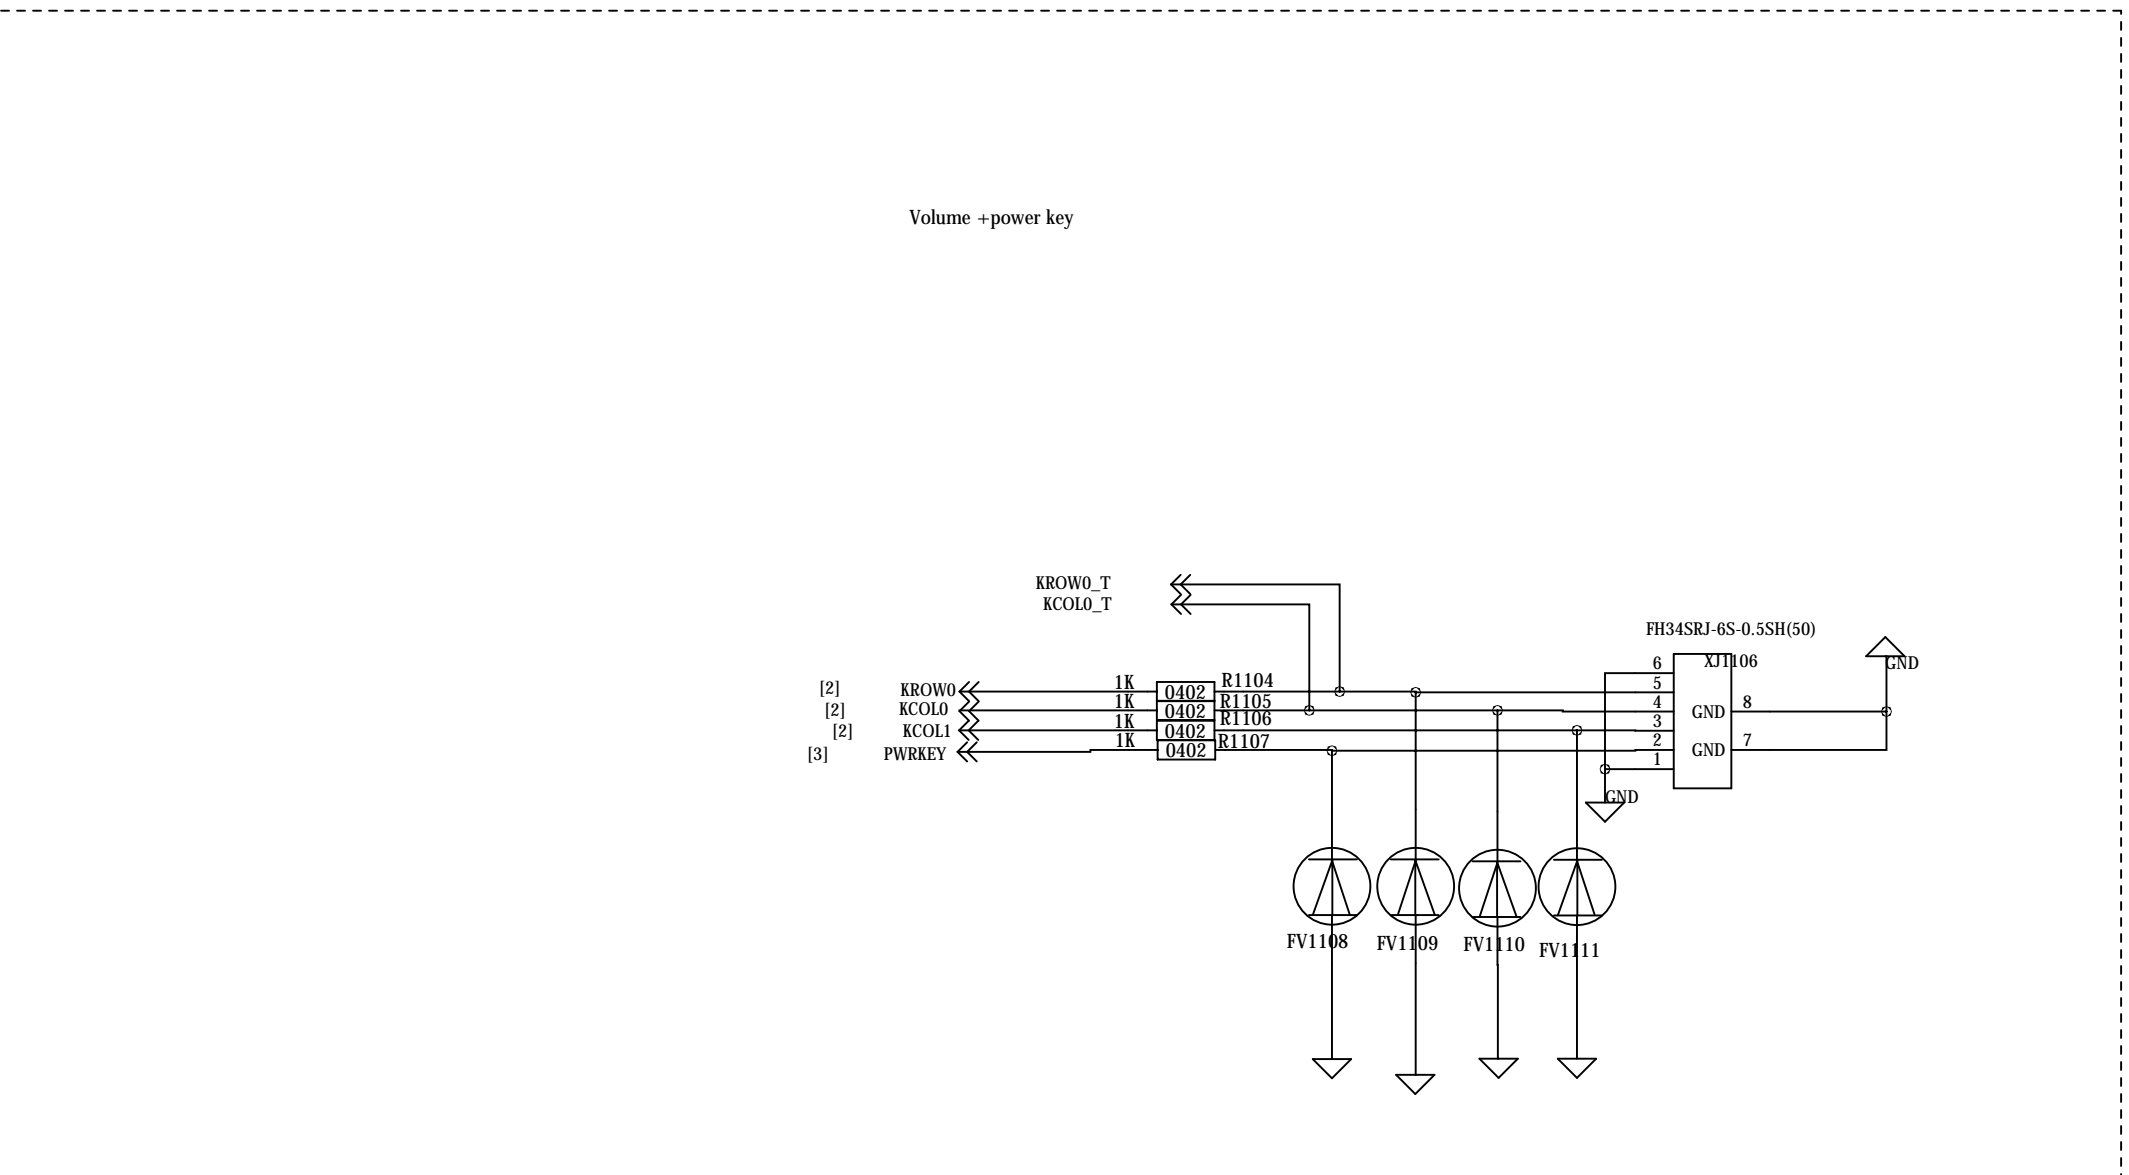 Volume +power key
KROW0_T
KCOL0_T
FH34SRJ-6S-0.5SH(50)
XJ1106
GND
[2] KROW0 1K 0402 R1104
[2] KCOL0 1K 0402 R1105
[2] KCOL1 1K 0402 R1106
[3] PWRKEY 1K 0402 R1107
6
5
4 GND 8
3
2 GND 7
1
GND
FV1108 FV1109 FV1110 FV1111